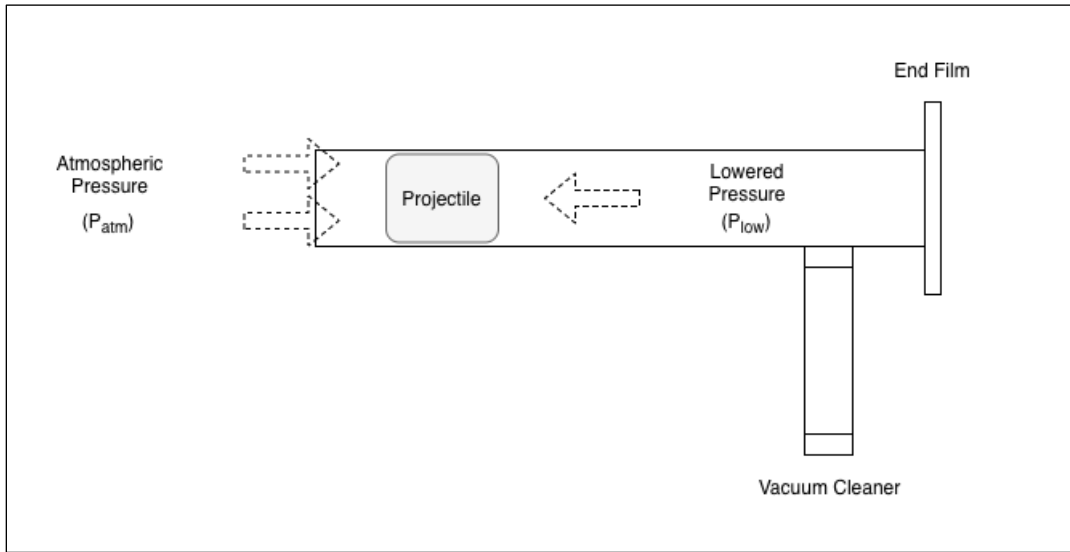 End Film
Atmospheric
Pressure
(Patm)
Projectile
Lowered
Pressure
(Plow)
Vacuum Cleaner